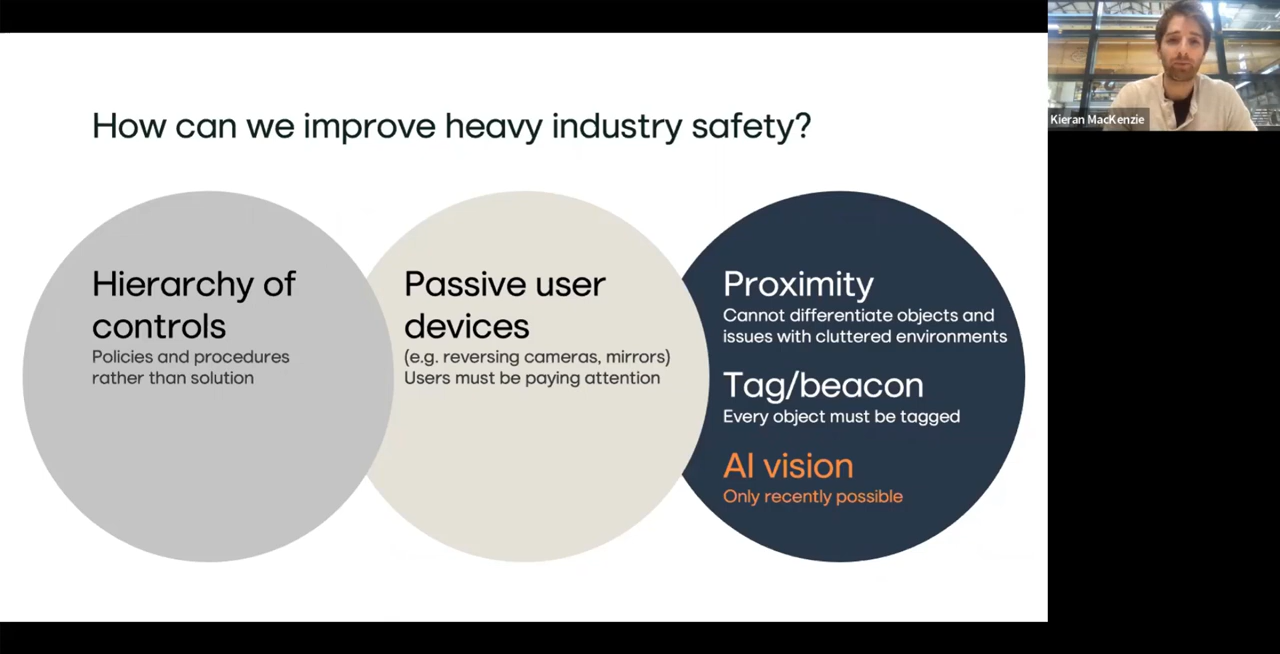 How can we improve heavy industry safety?
Hierarchy of
controls
Policies and procedures
rather than solution
Passive user
devices
(e.g. reversing cameras, mirrors)
Users must be paying attention
Proximity
Cannot differentiate objects and
issues with cluttered environments
Tag/beacon
Every object must be tagged
AI vision
Only recently possible
Kieran MacKenzie